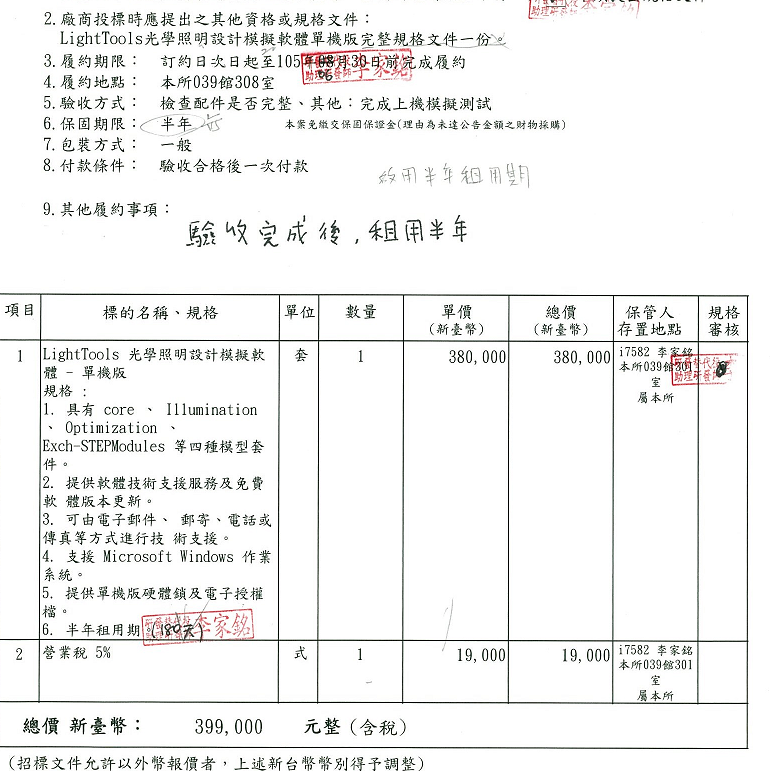 2.廠商投標時應提出之其他資格或規格文件：
LightTools光學照明設計模擬軟體單機版完整規格文件一份。
3.履約期限： 訂約日次日起至105年06月30日前完成履約
4.履約地點： 本所039館308室
5.驗收方式： 檢查配件是否完整、其他：完成上機模擬測試
6.保固期限： 半年 本案免繳交保固保證金(理由為未達公告金額之財物採購)
7.包裝方式： 一般
8.付款條件： 驗收合格後一次付款
啟用半年租用期
9.其他履約事項：
驗收完成後，租用半年
項目 標的名稱、規格 單位 數量 單價 (新臺幣) 總價 (新臺幣) 保管人 存置地點 規格 審核
1 LightTools 光學照明設計模擬軟 套 1 380,000 380,000 i7582 李家銘
體 - 單機版 本所039館301
規格 : 室
1. 具有 core 、 Illumination 屬本所
、 Optimization 、
Exch-STEPModules 等四種模型套
件。
2. 提供軟體技術支援服務及免費
軟 體版本更新。
3. 可由電子郵件、 郵寄、電話或
傳真等方式進行技 術支援。
4. 支援 Microsoft Windows 作業
系統。
5. 提供單機版硬體鎖及電子授權
檔。
6. 半年租用期。(180天) 李家銘
2 營業稅 5% 式 1 19,000 19,000 i7582 李家銘
本所039館301
室
屬本所
總價 新臺幣： 399,000 元整 (含稅)
(招標文件允許以外幣報價者，上述新台幣幣別得予調整)